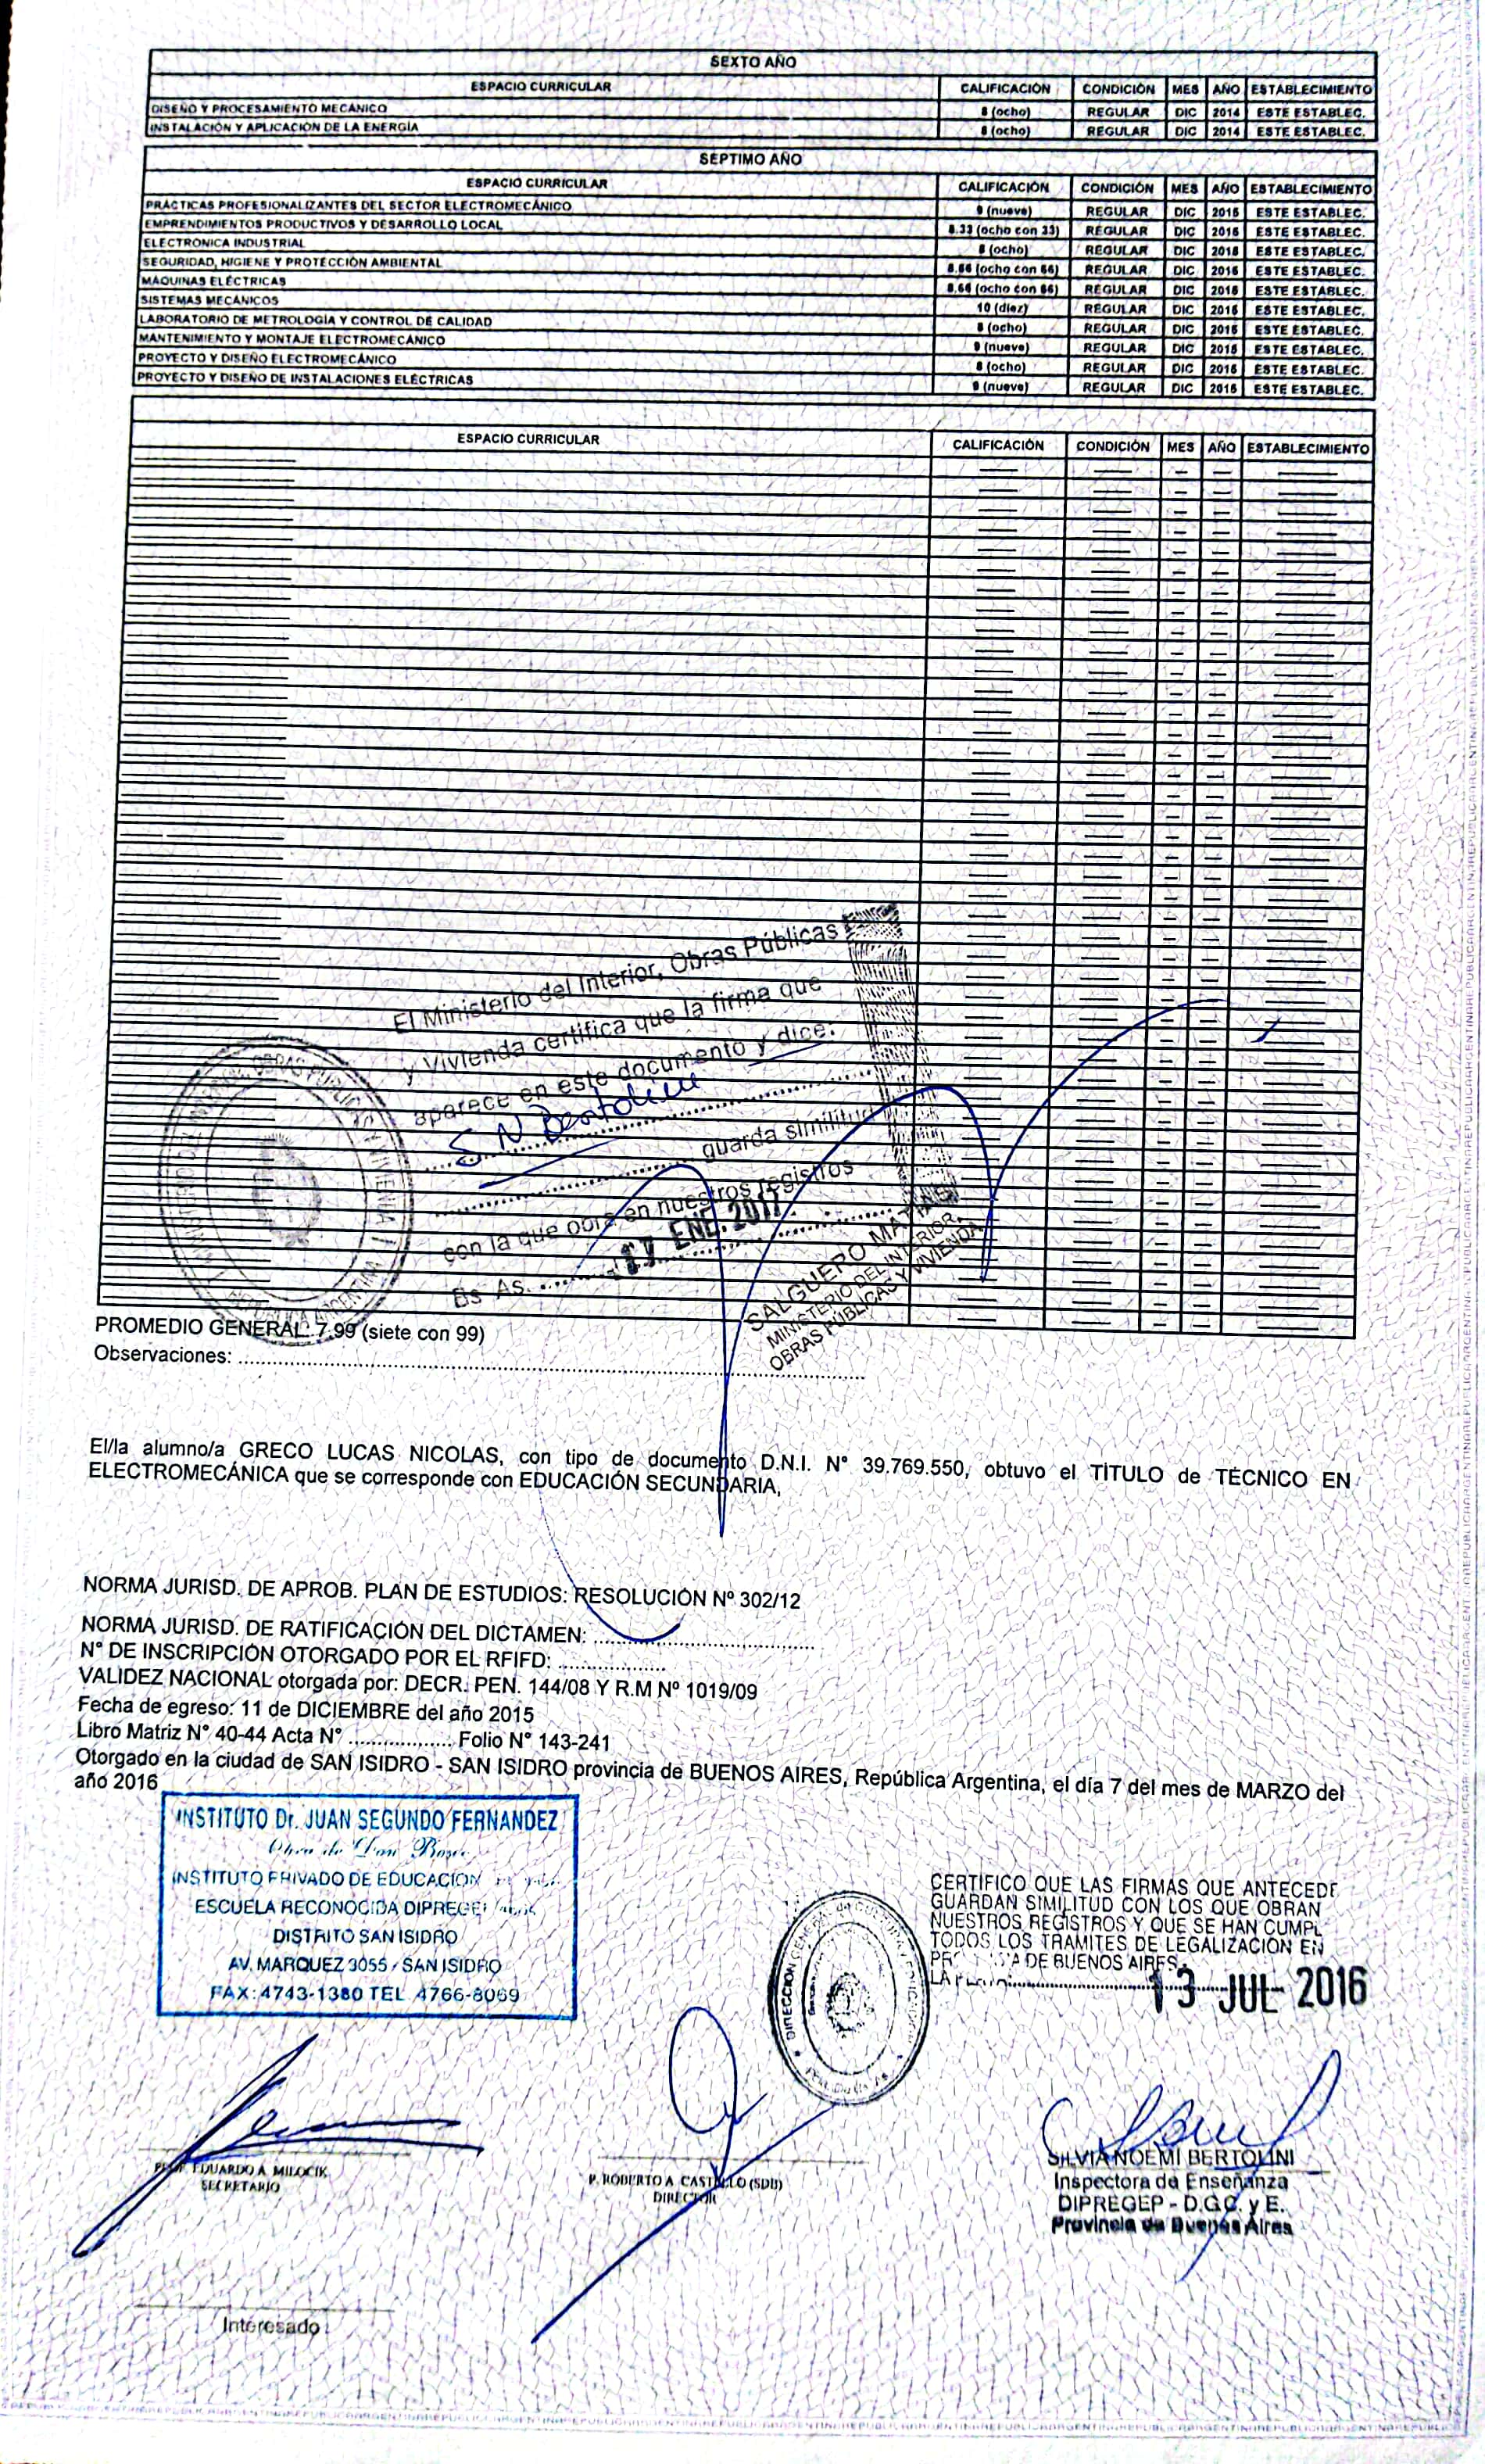 SEXTO AÑO
ESPACIO CURRICULAR CALIFICACIÓN CONDICIÓN MES AÑO ESTABLECIMIENTO
DISEÑO Y PROCESAMIENTO MECÁNICO 8 (ocho) REGULAR DIC 2014 ESTE ESTABLEC.
INSTALACIÓN Y APLICACIÓN DE LA ENERGÍA 8 (ocho) REGULAR DIC 2014 ESTE ESTABLEC.
SÉPTIMO AÑO
ESPACIO CURRICULAR CALIFICACIÓN CONDICIÓN MES AÑO ESTABLECIMIENTO
PRÁCTICAS PROFESIONALIZANTES DEL SECTOR ELECTROMECÁNICO 9 (nueve) REGULAR DIC 2015 ESTE ESTABLEC.
EMPRENDIMIENTOS PRODUCTIVOS Y DESARROLLO LOCAL 8.33 (ocho con 33) REGULAR DIC 2015 ESTE ESTABLEC.
ELECTRÓNICA INDUSTRIAL 8 (ocho) REGULAR DIC 2015 ESTE ESTABLEC.
SEGURIDAD, HIGIENE Y PROTECCIÓN AMBIENTAL 8.66 (ocho con 66) REGULAR DIC 2015 ESTE ESTABLEC.
MÁQUINAS ELÉCTRICAS 8.66 (ocho con 66) REGULAR DIC 2015 ESTE ESTABLEC.
SISTEMAS MECÁNICOS 10 (diez) REGULAR DIC 2015 ESTE ESTABLEC.
LABORATORIO DE METROLOGÍA Y CONTROL DE CALIDAD 8 (ocho) REGULAR DIC 2015 ESTE ESTABLEC.
MANTENIMIENTO Y MONTAJE ELECTROMECÁNICO 9 (nueve) REGULAR DIC 2015 ESTE ESTABLEC.
PROYECTO Y DISEÑO ELECTROMECÁNICO 8 (ocho) REGULAR DIC 2015 ESTE ESTABLEC.
PROYECTO Y DISEÑO DE INSTALACIONES ELÉCTRICAS 9 (nueve) REGULAR DIC 2015 ESTE ESTABLEC.
ESPACIO CURRICULAR CALIFICACIÓN CONDICIÓN MES AÑO ESTABLECIMIENTO
El Ministerio del Interior, Obras Públicas
y Vivienda certifica que la firma que
aparece en este documento y dice:
S N Bertolini
guarda similitud
con la que obra en nuestros registros
Bs As. 17 ENE. 2017
MINISTERIO DEL INTERIOR, OBRAS PUBLICAS Y VIVIENDA
REPUBLICA ARGENTINA
SALGUERO
MINISTERIO DEL INTERIOR,
OBRAS PÚBLICAS Y VIVIENDA
PROMEDIO GENERAL: 7.99 (siete con 99)
Observaciones:
El/la alumno/a GRECO LUCAS NICOLAS, con tipo de documento D.N.I. N° 39.769.550, obtuvo el TÍTULO de TÉCNICO EN
ELECTROMECÁNICA que se corresponde con EDUCACIÓN SECUNDARIA,
NORMA JURISD. DE APROB. PLAN DE ESTUDIOS: RESOLUCIÓN Nº 302/12
NORMA JURISD. DE RATIFICACIÓN DEL DICTAMEN:
N° DE INSCRIPCIÓN OTORGADO POR EL RFIFD:
VALIDEZ NACIONAL otorgada por: DECR. PEN. 144/08 Y R.M Nº 1019/09
Fecha de egreso: 11 de DICIEMBRE del año 2015
Libro Matriz N° 40-44 Acta N° Folio N° 143-241
Otorgado en la ciudad de SAN ISIDRO - SAN ISIDRO provincia de BUENOS AIRES, República Argentina, el día 7 del mes de MARZO del
año 2016
INSTITUTO Dr. JUAN SEGUNDO FERNANDEZ
Obra de Don Bosco
INSTITUTO PRIVADO DE EDUCACION
ESCUELA RECONOCIDA DIPREGEP
DISTRITO SAN ISIDRO
AV. MARQUEZ 3055 - SAN ISIDRO
FAX: 4743-1380 TEL 4766-8069
CERTIFICO QUE LAS FIRMAS QUE ANTECEDE
GUARDAN SIMILITUD CON LOS QUE OBRAN
NUESTROS REGISTROS Y QUE SE HAN CUMPL
TODOS LOS TRAMITES DE LEGALIZACIÓN EN
DE BUENOS AIRES.
13 JUL 2016
PROF. EDUARDO A. MILOCIK
SECRETARIO
P. ROBERTO A. CASTILLO (SDB)
DIRECTOR
SILVIA NOEMI BERTOLINI
Inspectora de Enseñanza
DIPREGEP - D.G.C. y E.
Provincia de Buenos Aires
Interesado